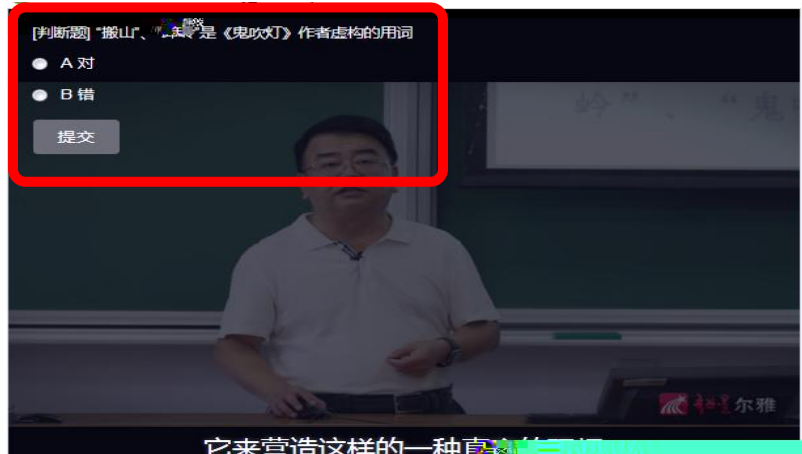 [判断题] "搬山"、 是《鬼吹灯》作者虚构的用词
A 对
B 错
提交
岭”、“鬼
尔雅
它来营造这样的一种真